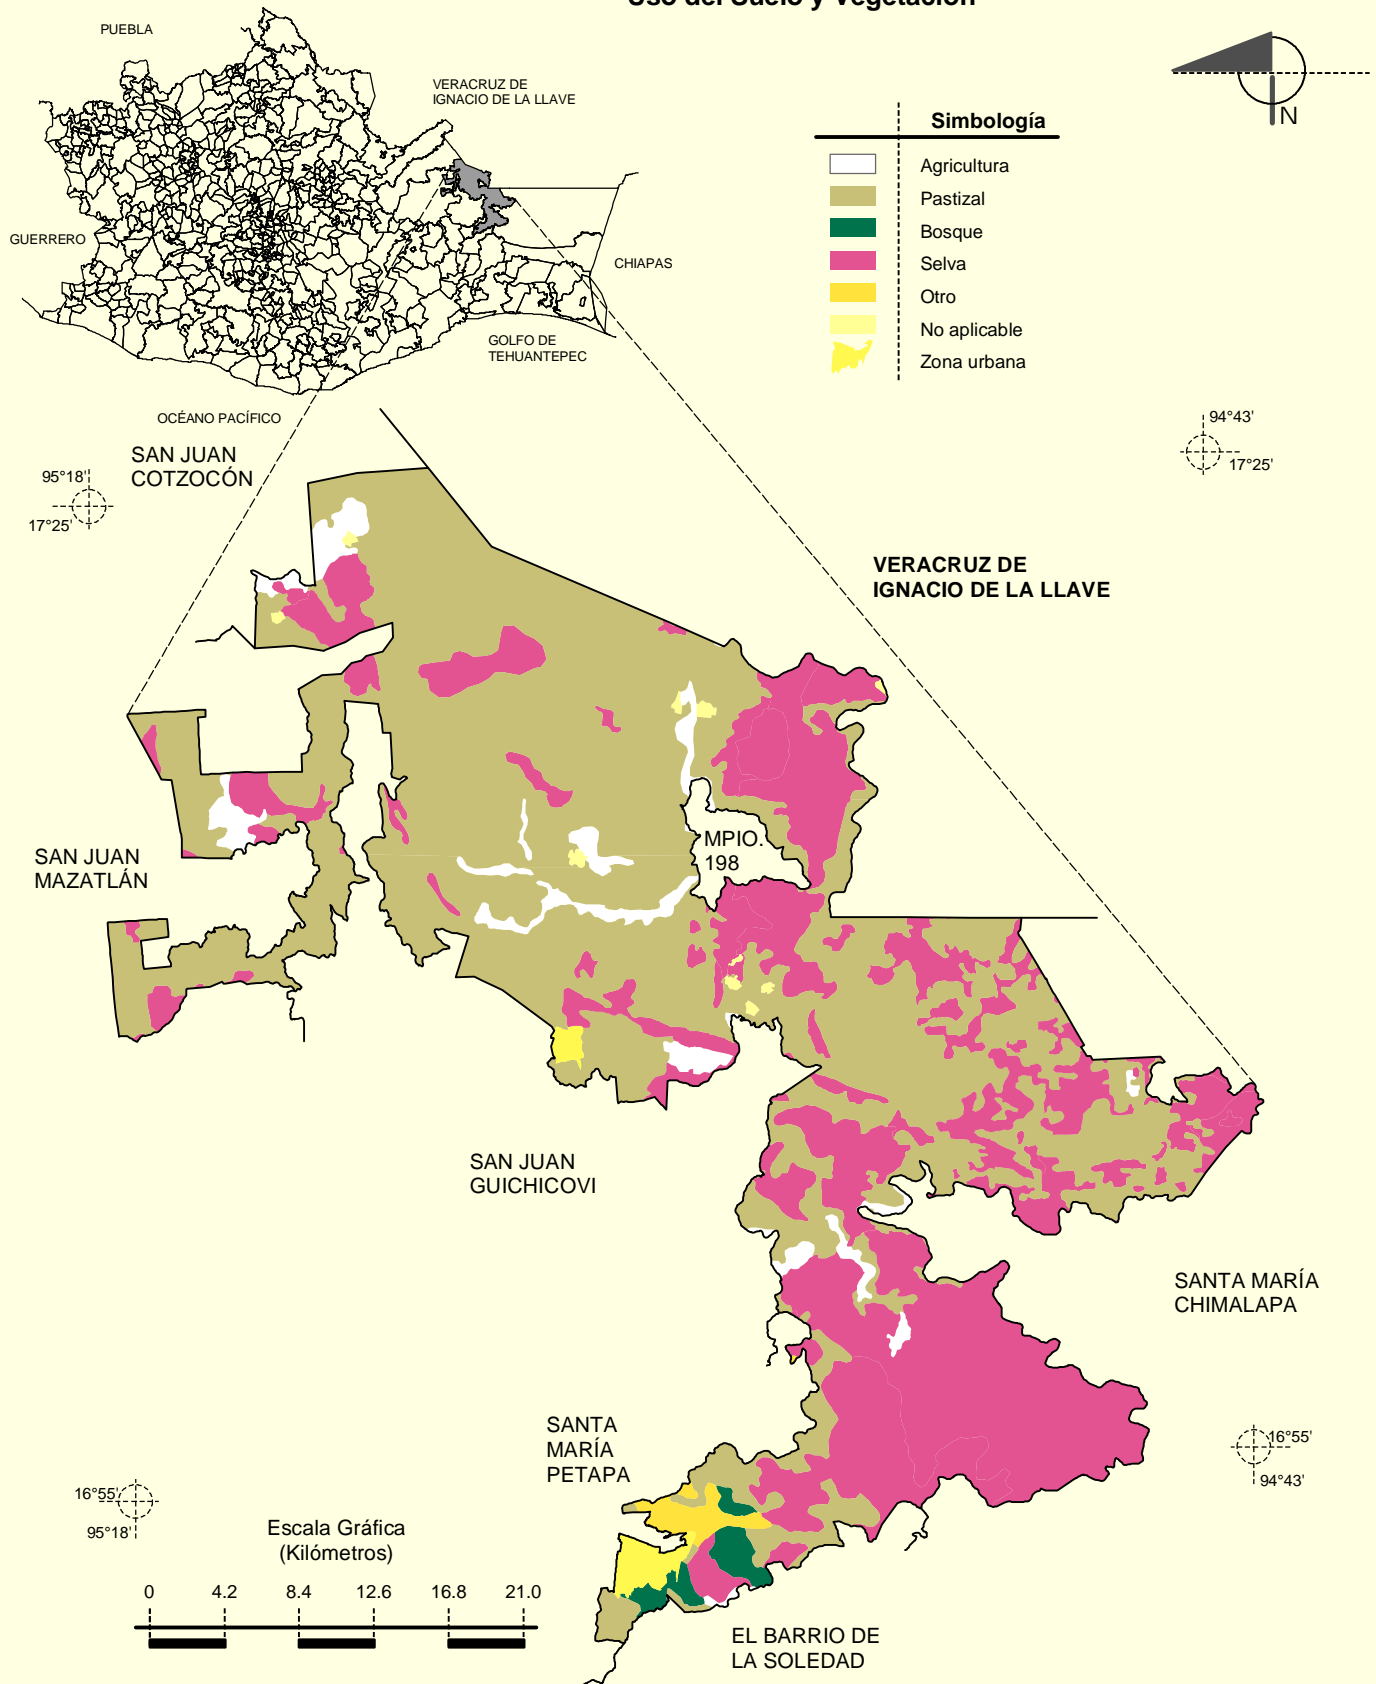 Uso del Suelo y Vegetación
PUEBLA
VERACRUZ DE
IGNACIO DE LA LLAVE
GUERRERO
CHIAPAS
GOLFO DE
TEHUANTEPEC
OCÉANO PACÍFICO
N
Simbología
Agricultura
Pastizal
Bosque
Selva
Otro
No aplicable
Zona urbana
94°43'
17°25'
95°18'
17°25'
SAN JUAN
COTZOCÓN
VERACRUZ DE
IGNACIO DE LA LLAVE
MPIO.
198
SAN JUAN
MAZATLÁN
SAN JUAN
GUICHICOVI
SANTA MARÍA
CHIMALAPA
SANTA
MARÍA
PETAPA
16°55'
94°43'
16°55'
95°18'
Escala Gráfica
(Kilómetros)
0 4.2 8.4 12.6 16.8 21.0
EL BARRIO DE
LA SOLEDAD